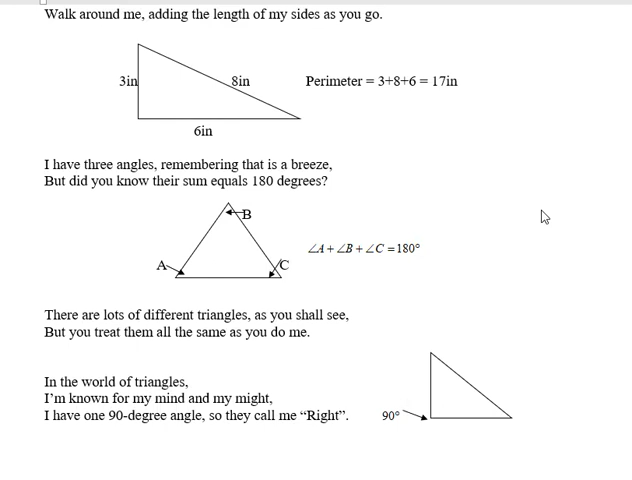 Walk around me, adding the length of my sides as you go.
3in
8in
Perimeter = 3+8+6 = 17in
6in
I have three angles, remembering that is a breeze,
But did you know their sum equals 180 degrees?
B
∠A + ∠B + ∠C = 180°
A
C
There are lots of different triangles, as you shall see,
But you treat them all the same as you do me.
In the world of triangles,
I’m known for my mind and my might,
I have one 90-degree angle, so they call me “Right”.
90°